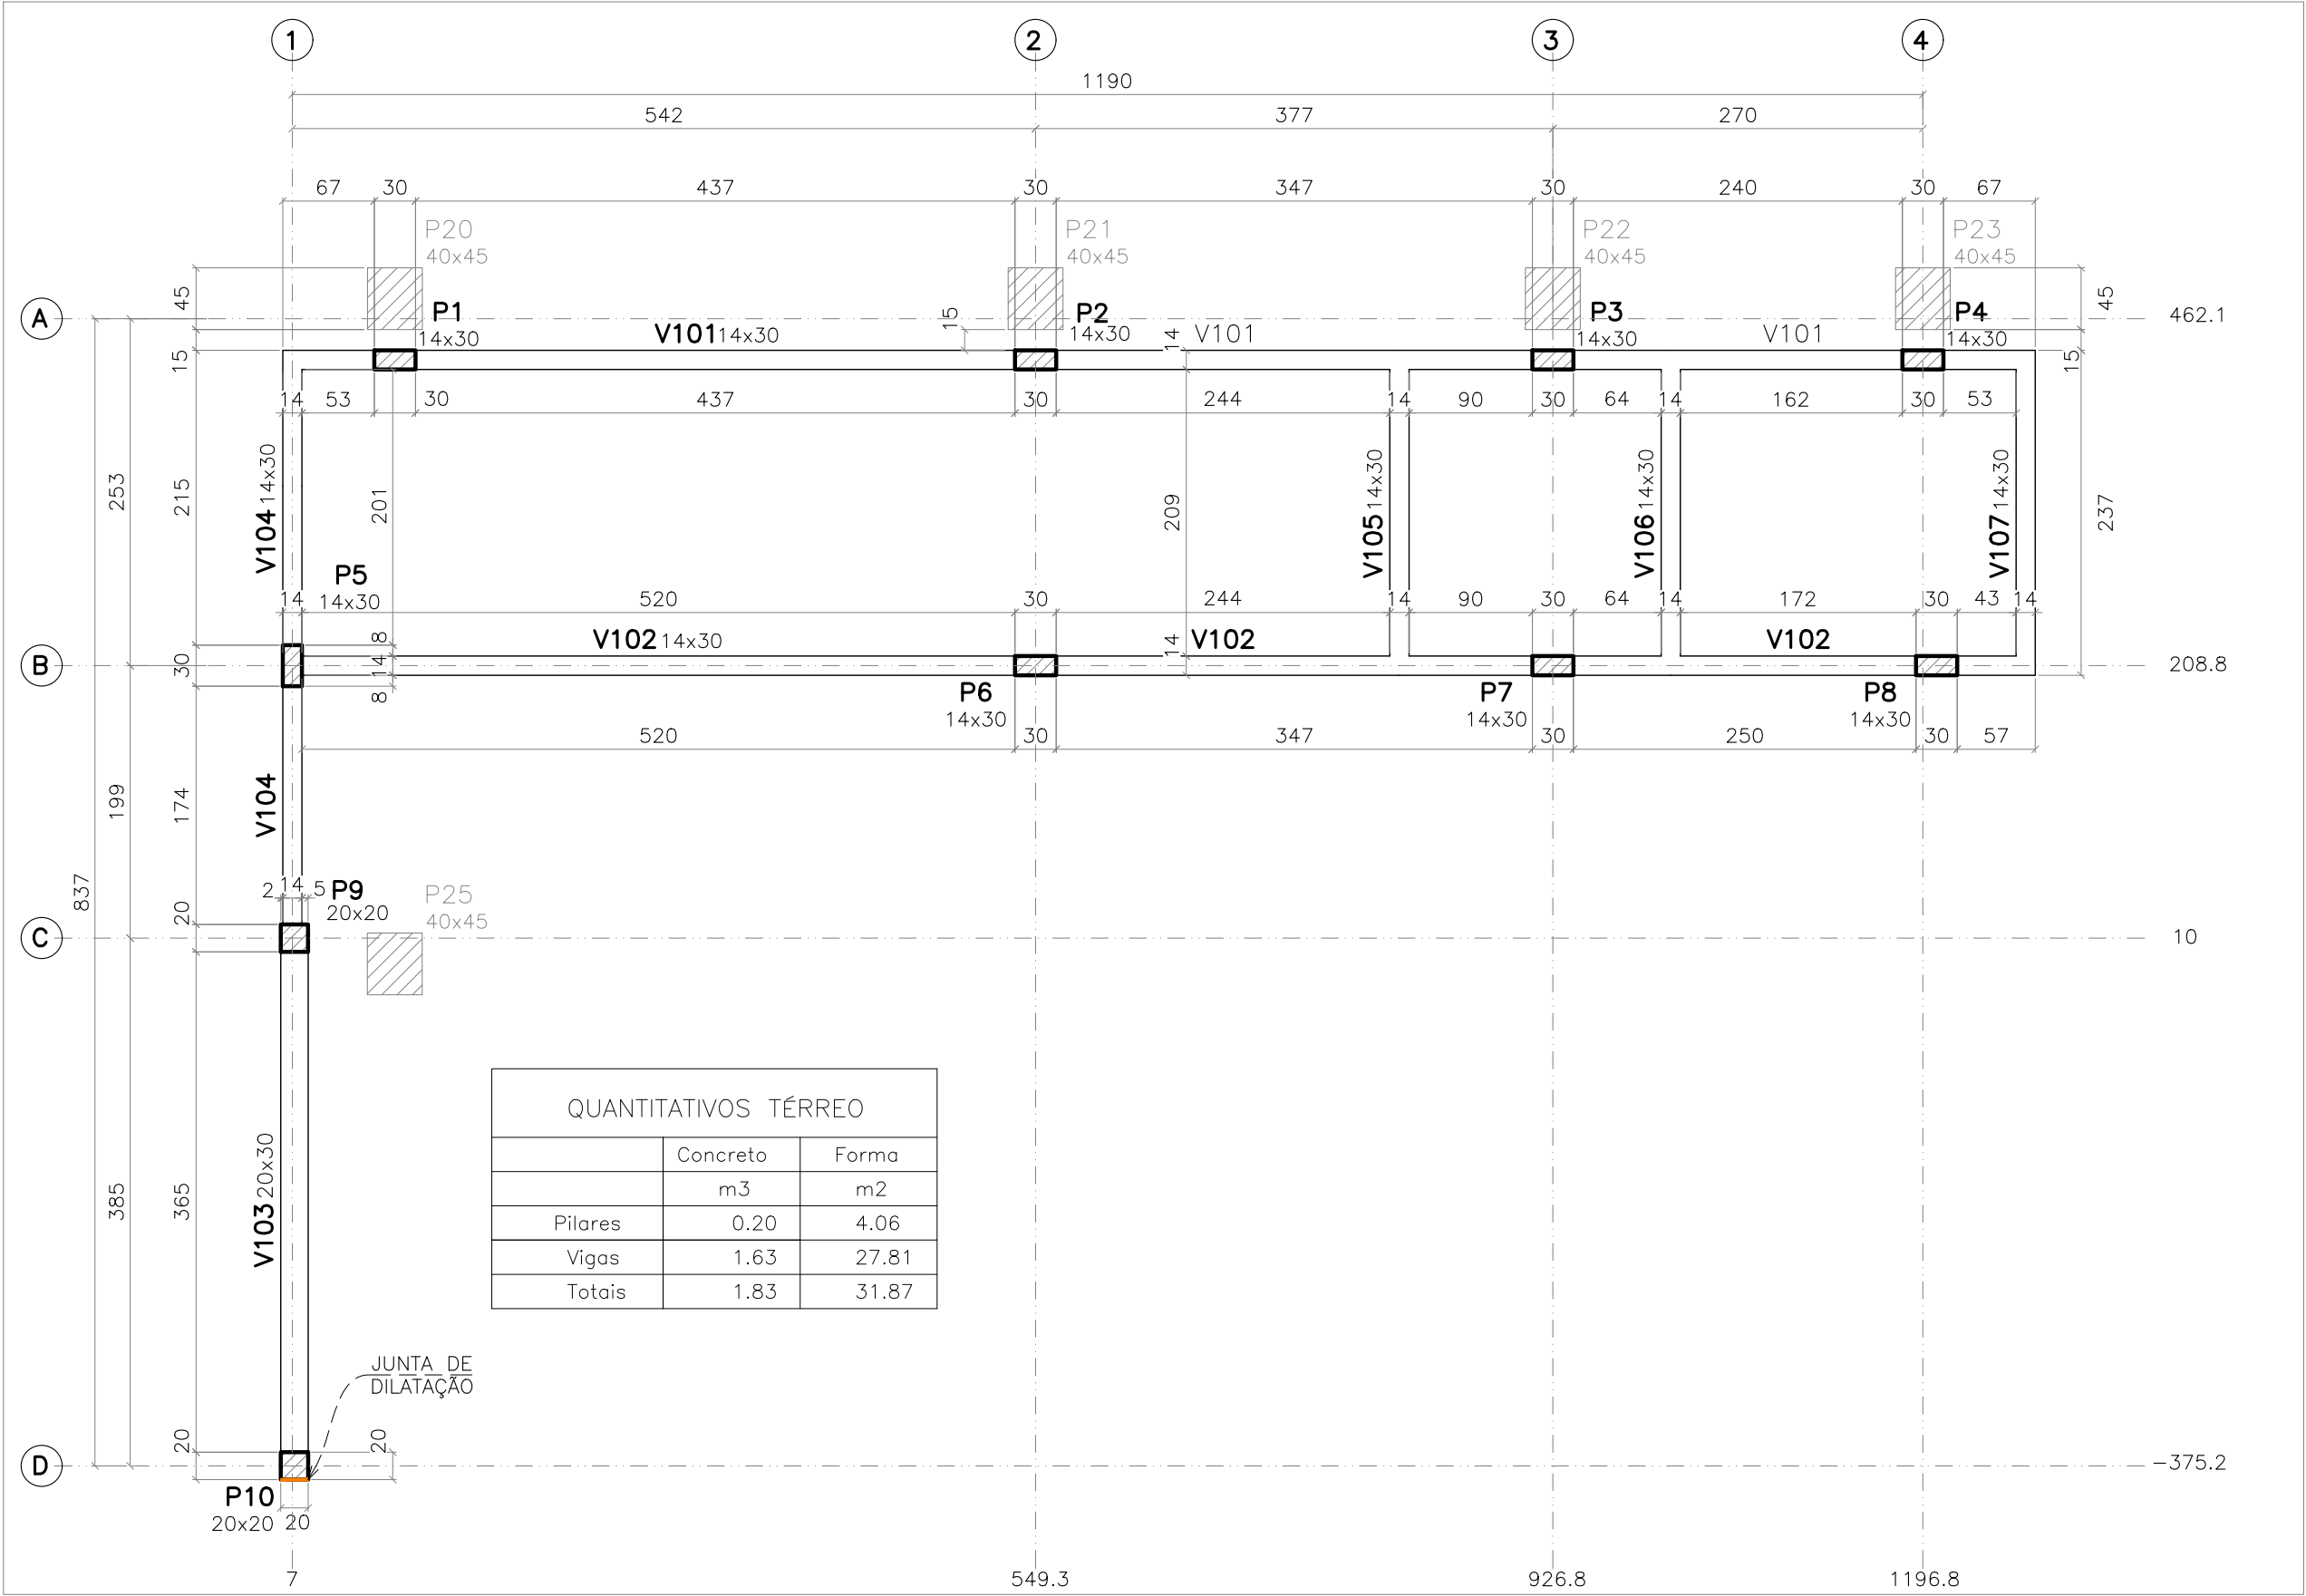 1 2 3 4
1190
542 377 270
67 30 437 30 347 30 240 30 67
P20 P21 P22 P23
40x45 40x45 40x45 40x45
45 45
A P1 P2 P3 P4 462.1
14x30 14x30 14x30 14x30
V101 14x30 V101 V101
15 15 14 15
14 53 30 437 30 244 14 90 30 64 14 162 30 53
V104 14x30 V105 14x30 V106 14x30 V107 14x30
253 215 201 209 237
P5
14x30
14 520 30 244 14 90 30 64 14 172 30 43 14
V102 14x30 V102 V102
8 14
B 30 14 208.8
8
P6 P7 P8
14x30 14x30 14x30
520 30 347 30 250 30 57
199 174 V104
837
2 14 5 P9 P25
20x20 40x45
20
C 10
QUANTITATIVOS TÉRREO
Concreto Forma
m3 m2
Pilares 0.20 4.06
Vigas 1.63 27.81
Totais 1.83 31.87
385 365 V103 20x30
JUNTA DE
DILATAÇÃO
20 20
D -375.2
P10
20x20 20
7 549.3 926.8 1196.8